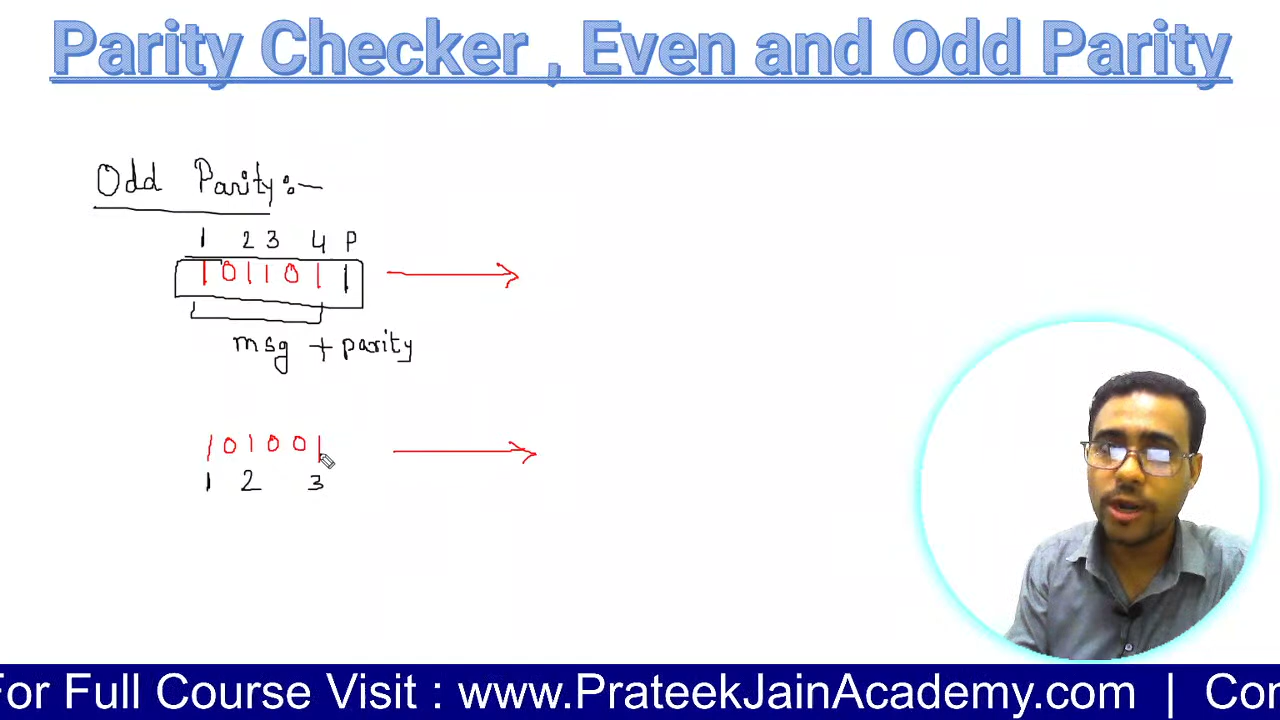 Parity Checker , Even and Odd Parity
Odd Parity:-
1 2 3 4 P
1 0 1 1 0 1 1
msg + parity
1 0 1 0 0 1
1 2 3
For Full Course Visit : www.PrateekJainAcademy.com | Cor